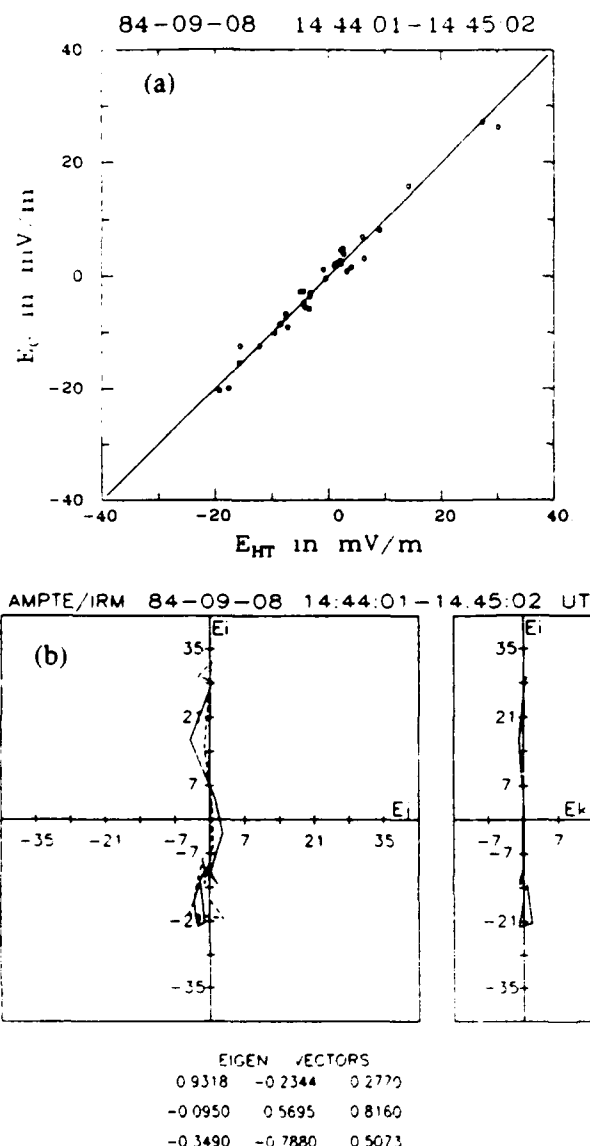 84-09-08 14 44 01-14 45:02
40
(a)
20
0
-20
-40
-40 -20 0 20 40
E_HT in mV/m
in mV/m
AMPTE/IRM 84-09-08 14:44:01-14.45:02 UT
(b)
Ei
35
21
7
Ej
-35 -21 -7 7 21 35
-7
-21
-35
Ei
35
21
7
Ek
-7 7
-7
-21
-35
EIGEN VECTORS
0 9318 -0 2344 0 2770
-0 0950 0 5695 0 8160
-0 3490 -0 7880 0 5073